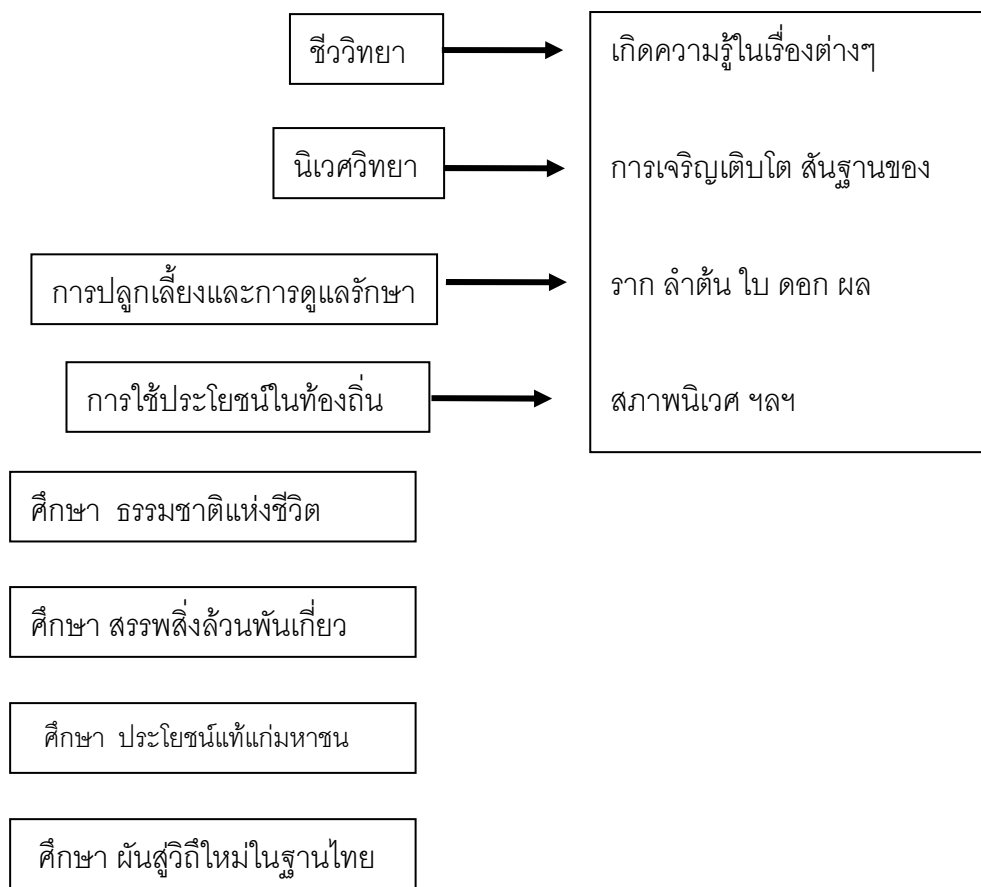 ชีววิทยา
เกิดความรู้ในเรื่องต่างๆ
นิเวศวิทยา
การเจริญเติบโต สันฐานของ
การปลูกเลี้ยงและการดูแลรักษา
ราก ลำต้น ใบ ดอก ผล
การใช้ประโยชน์ในท้องถิ่น
สภาพนิเวศ ฯลฯ
ศึกษา ธรรมชาติแห่งชีวิต
ศึกษา สรรพสิ่งล้วนพันเกี่ยว
ศึกษา ประโยชน์แท้แก่มหาชน
ศึกษา ผันสู่วิถีใหม่ในฐานไทย